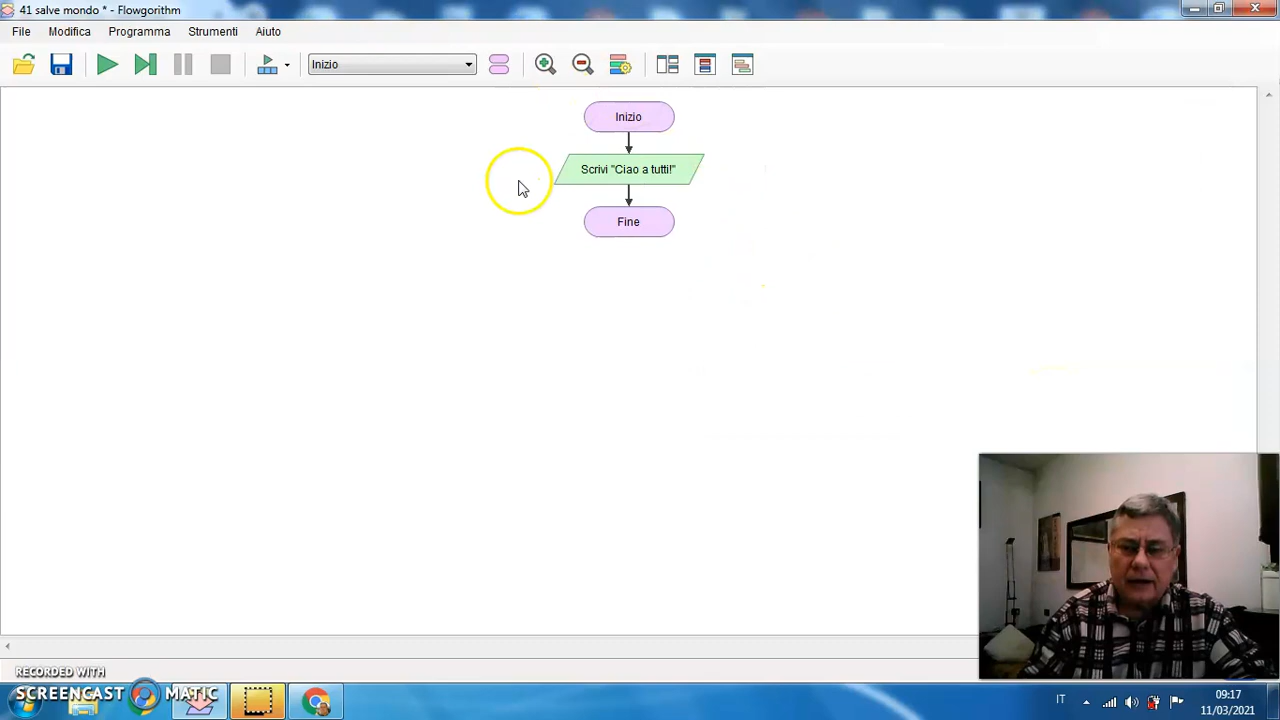 41 salve mondo * - Flowgorithm
File Modifica Programma Strumenti Aiuto
Inizio
Inizio
Scrivi "Ciao a tutti!"
Fine
RECORDED WITH
SCREENCAST MATIC
IT 09:17
11/03/2021